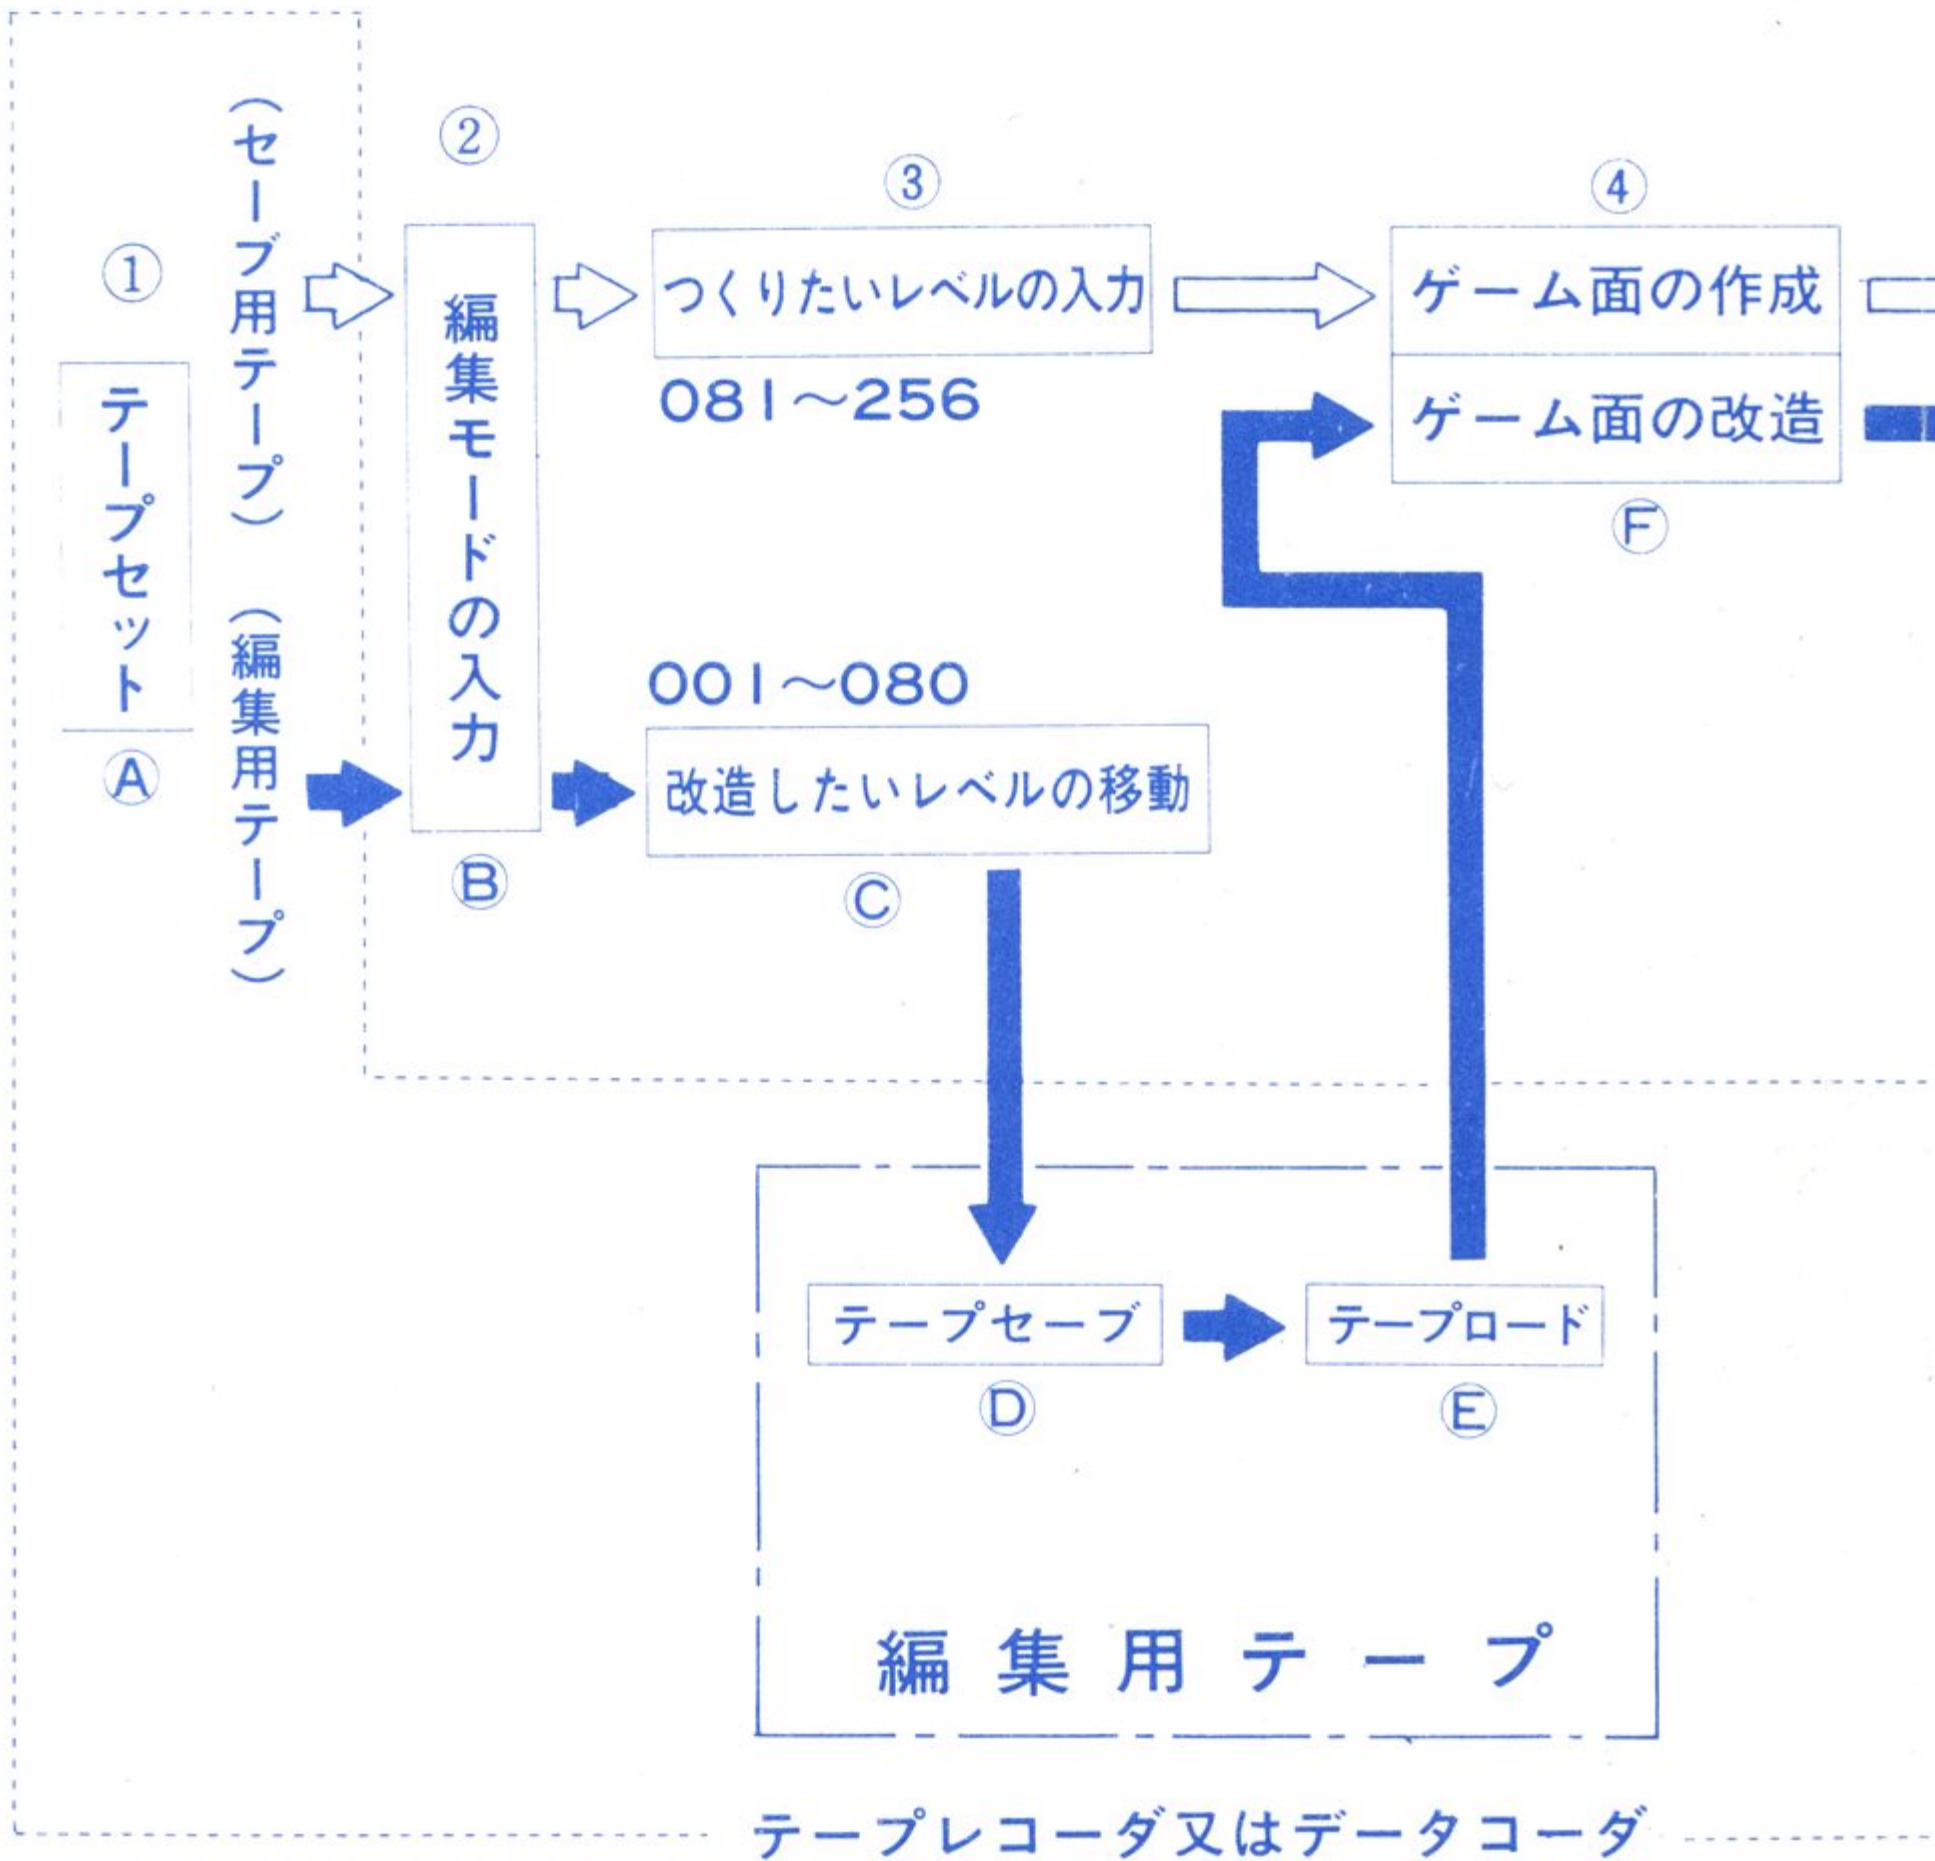 ①
テープセット
Ⓐ
（セーブ用テープ）
（編集用テープ）
②
編集モードの入力
Ⓑ
③
つくりたいレベルの入力
081〜256
001〜080
改造したいレベルの移動
Ⓒ
④
ゲーム面の作成
ゲーム面の改造
Ⓕ
テープセーブ
Ⓓ
テープロード
Ⓔ
編集用テープ
テープレコーダ又はデータコーダ